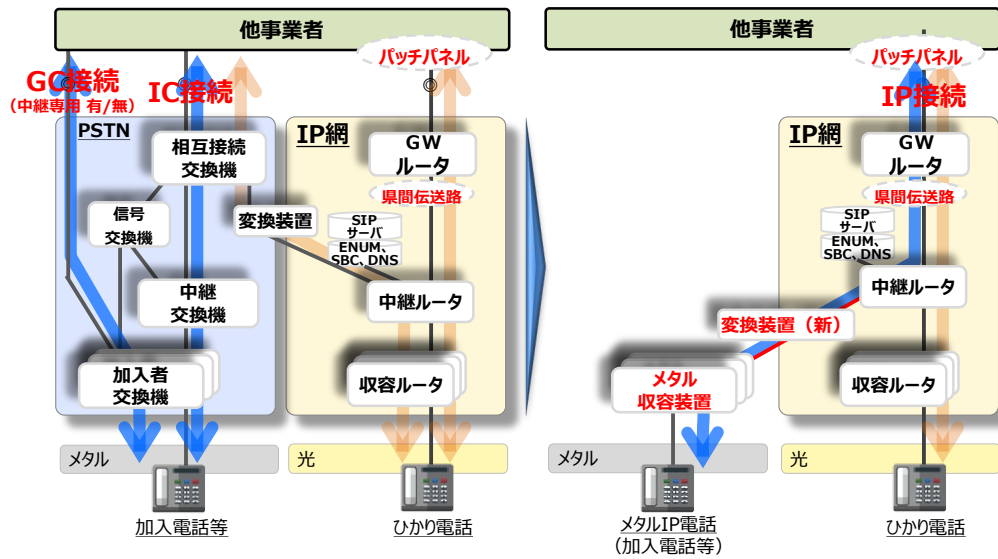 他事業者
パッチパネル
GC接続
（中継専用 有/無）
IC接続
PSTN
IP網
相互接続
交換機
GW
ルータ
県間伝送路
信号
交換機
変換装置
SIP
サーバ
ENUM、
SBC、DNS
中継
交換機
中継ルータ
加入者
交換機
収容ルータ
メタル
光
加入電話等
ひかり電話
他事業者
パッチパネル
IP接続
IP網
GW
ルータ
県間伝送路
SIP
サーバ
ENUM、
SBC、DNS
中継ルータ
変換装置（新）
メタル
収容装置
収容ルータ
メタル
光
メタルIP電話
（加入電話等）
ひかり電話